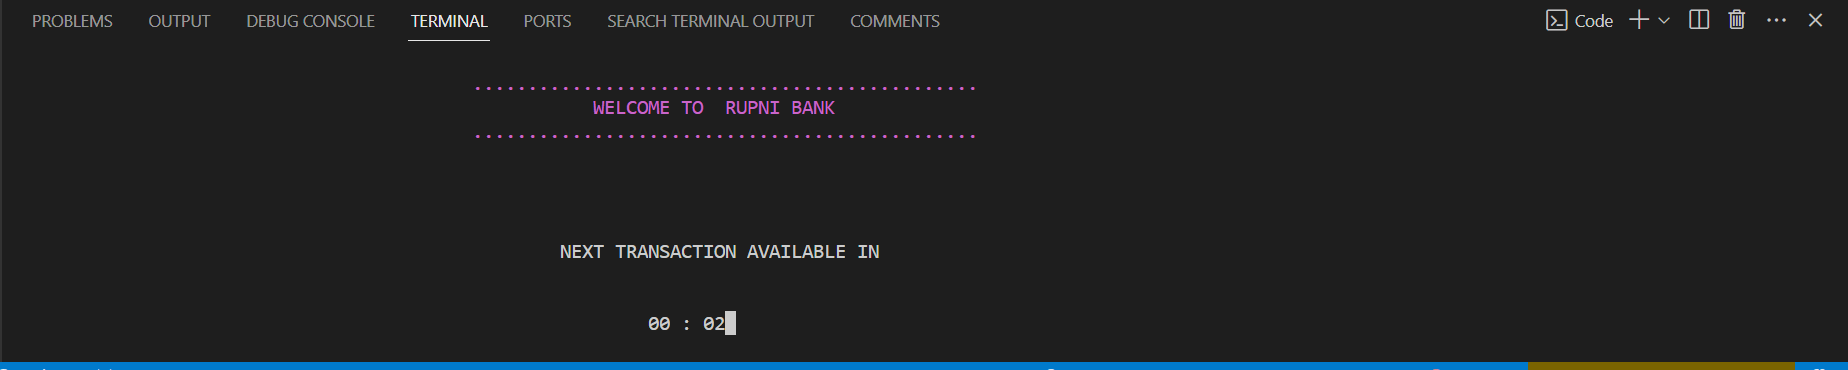 PROBLEMS OUTPUT DEBUG CONSOLE TERMINAL PORTS SEARCH TERMINAL OUTPUT COMMENTS Code
..............................................
WELCOME TO  RUPNI BANK
..............................................
NEXT TRANSACTION AVAILABLE IN
00 : 02